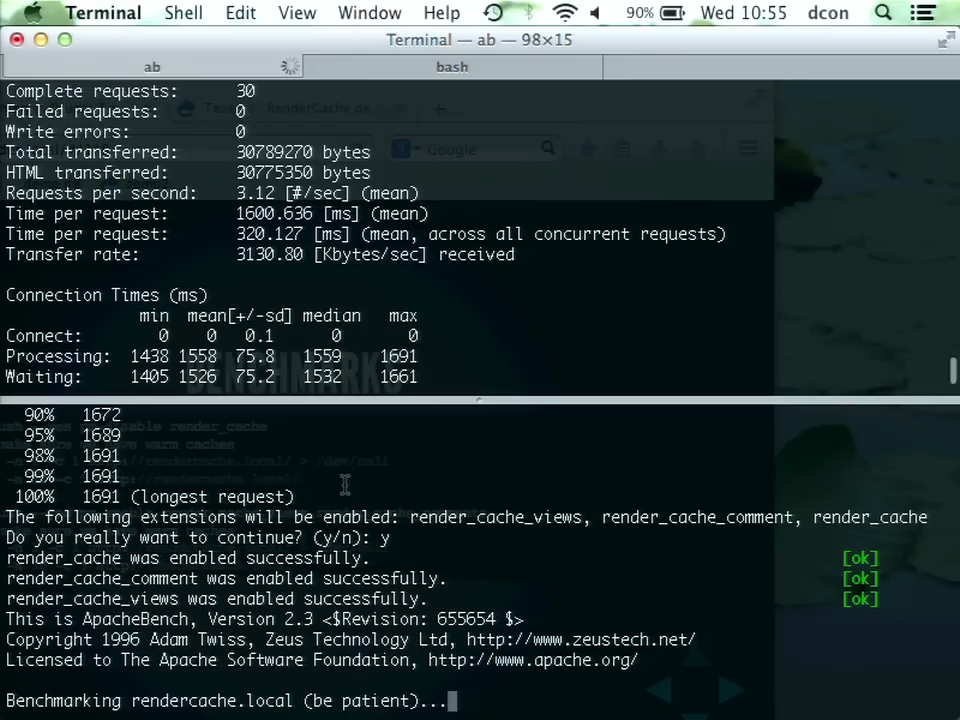 Terminal Shell Edit View Window Help 90% Wed 10:55 dcon
Terminal — ab — 98×15
ab bash
Complete requests: 30
Failed requests: 0
Write errors: 0
Total transferred: 30789270 bytes
HTML transferred: 30775350 bytes
Requests per second: 3.12 [#/sec] (mean)
Time per request: 1600.636 [ms] (mean)
Time per request: 320.127 [ms] (mean, across all concurrent requests)
Transfer rate: 3130.80 [Kbytes/sec] received
Connection Times (ms)
min mean[+/-sd] median max
Connect: 0 0 0.1 0 0
Processing: 1438 1558 75.8 1559 1691
Waiting: 1405 1526 75.2 1532 1661
BENCHMARKS
90% 1672
95% 1689
98% 1691
99% 1691
100% 1691 (longest request)
The following extensions will be enabled: render_cache_views, render_cache_comment, render_cache
Do you really want to continue? (y/n): y
render_cache was enabled successfully. [ok]
render_cache_comment was enabled successfully. [ok]
render_cache_views was enabled successfully. [ok]
This is ApacheBench, Version 2.3 <$Revision: 655654 $>
Copyright 1996 Adam Twiss, Zeus Technology Ltd, http://www.zeustech.net/
Licensed to The Apache Software Foundation, http://www.apache.org/
Benchmarking rendercache.local (be patient)...